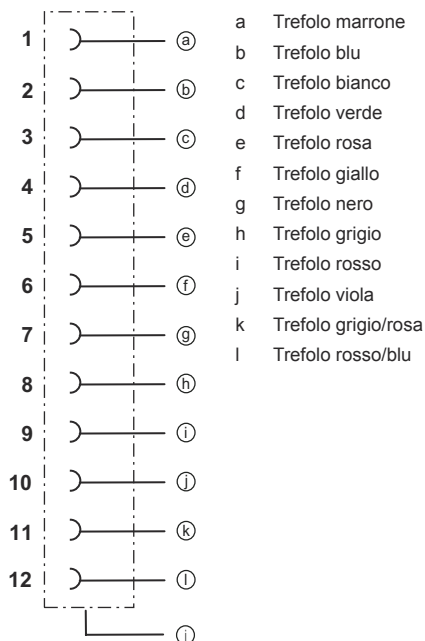 1 a
2 b
3 c
4 d
5 e
6 f
7 g
8 h
9 i
10 j
11 k
12 l
i
a Trefolo marrone
b Trefolo blu
c Trefolo bianco
d Trefolo verde
e Trefolo rosa
f Trefolo giallo
g Trefolo nero
h Trefolo grigio
i Trefolo rosso
j Trefolo viola
k Trefolo grigio/rosa
l Trefolo rosso/blu